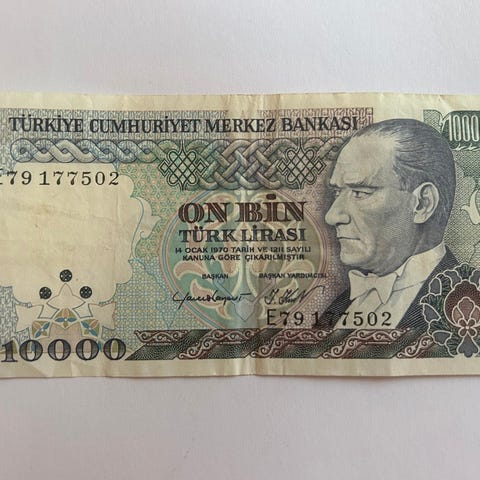 TÜRKİYE CUMHURİYET MERKEZ BANKASI
E79 177502
ON BİN
TÜRK LİRASI
14 OCAK 1970 TARİH VE 1211 SAYILI
KANUNA GÖRE ÇIKARILMIŞTIR
BAŞKAN BAŞKAN YARDIMCISI
E79 177502
10000